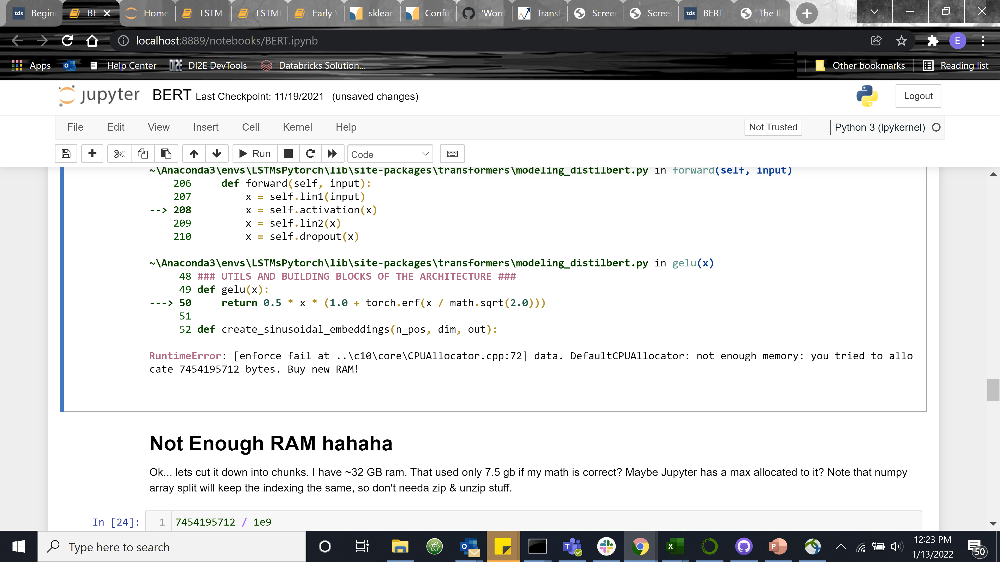 tds Begin BE Home LSTM LSTM Early sklear Confu 'Word Transf Scree Scree tds BERT The Ill
localhost:8889/notebooks/BERT.ipynb E
Apps Help Center DI2E DevTools Databricks Solution... Other bookmarks Reading list
jupyter BERT Last Checkpoint: 11/19/2021 (unsaved changes) Logout
File Edit View Insert Cell Kernel Help Not Trusted Python 3 (ipykernel)
Run Code
~\Anaconda3\envs\LSTMsPytorch\lib\site-packages\transformers\modeling_distilbert.py in forward(self, input)
206     def forward(self, input):
207         x = self.lin1(input)
--> 208         x = self.activation(x)
209         x = self.lin2(x)
210         x = self.dropout(x)
~\Anaconda3\envs\LSTMsPytorch\lib\site-packages\transformers\modeling_distilbert.py in gelu(x)
48 ### UTILS AND BUILDING BLOCKS OF THE ARCHITECTURE ###
49 def gelu(x):
---> 50     return 0.5 * x * (1.0 + torch.erf(x / math.sqrt(2.0)))
51
52 def create_sinusoidal_embeddings(n_pos, dim, out):
RuntimeError: [enforce fail at ..\c10\core\CPUAllocator.cpp:72] data. DefaultCPUAllocator: not enough memory: you tried to allo
cate 7454195712 bytes. Buy new RAM!
Not Enough RAM hahaha
Ok... lets cut it down into chunks. I have ~32 GB ram. That used only 7.5 gb if my math is correct? Maybe Jupyter has a max allocated to it? Note that numpy
array split will keep the indexing the same, so don't needa zip & unzip stuff.
In [24]: 1 7454195712 / 1e9
Type here to search 12:23 PM
1/13/2022 50